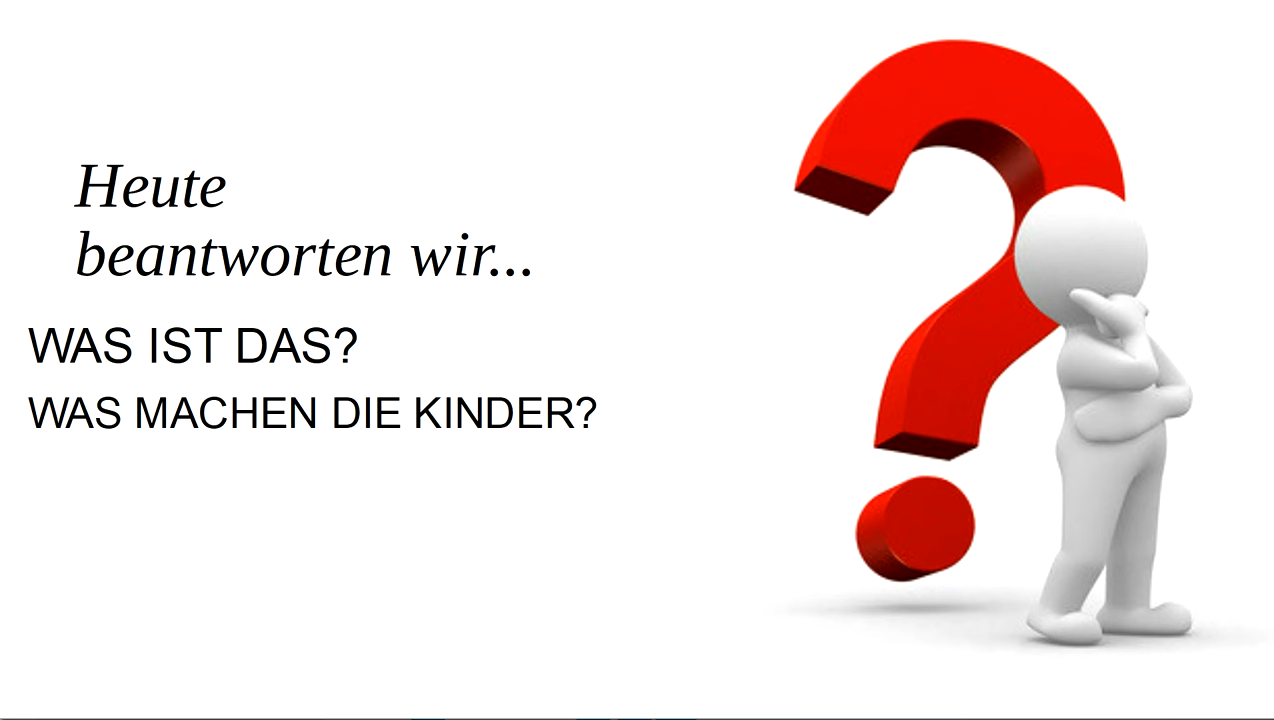 Heute
beantworten wir...
WAS IST DAS?
WAS MACHEN DIE KINDER?